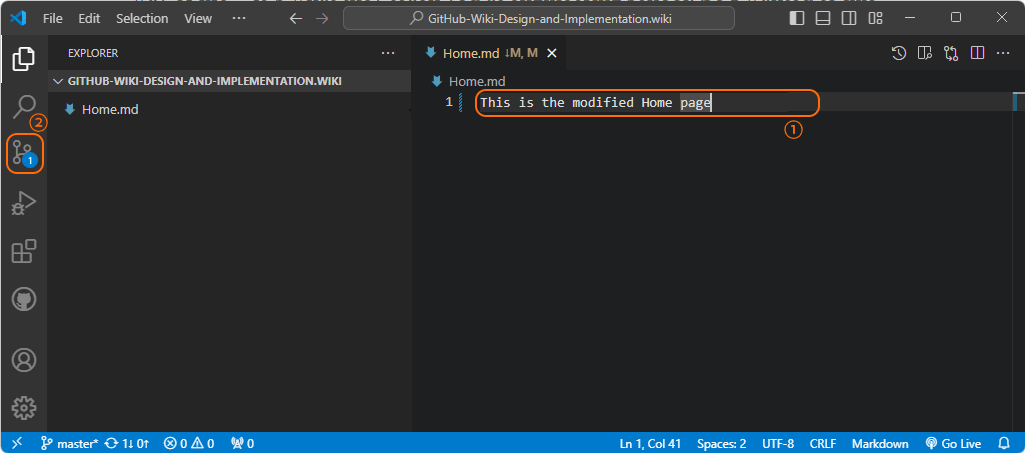 File Edit Selection View ··· GitHub-Wiki-Design-and-Implementation.wiki
EXPLORER ··· Home.md ↓M, M
GITHUB-WIKI-DESIGN-AND-IMPLEMENTATION.WIKI Home.md
Home.md
1 This is the modified Home page
②
①
1
master* 1↓ 0↑ 0 0 0 Ln 1, Col 41 Spaces: 2 UTF-8 CRLF Markdown Go Live